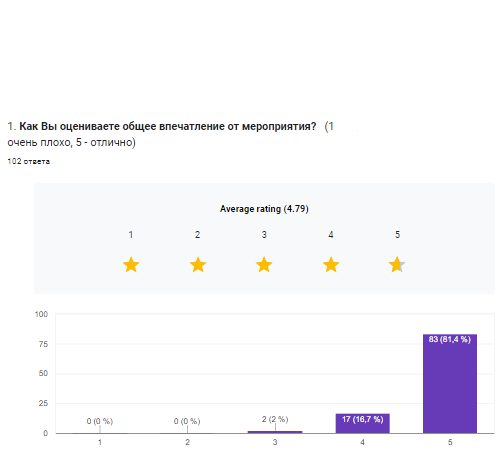 1. Как Вы оцениваете общее впечатление от мероприятия? (1
очень плохо, 5 - отлично)
102 ответа
Average rating (4.79)
1 2 3 4 5
100
75
50
25
0
0 (0 %) 0 (0 %) 2 (2 %) 17 (16,7 %) 83 (81,4 %)
1 2 3 4 5